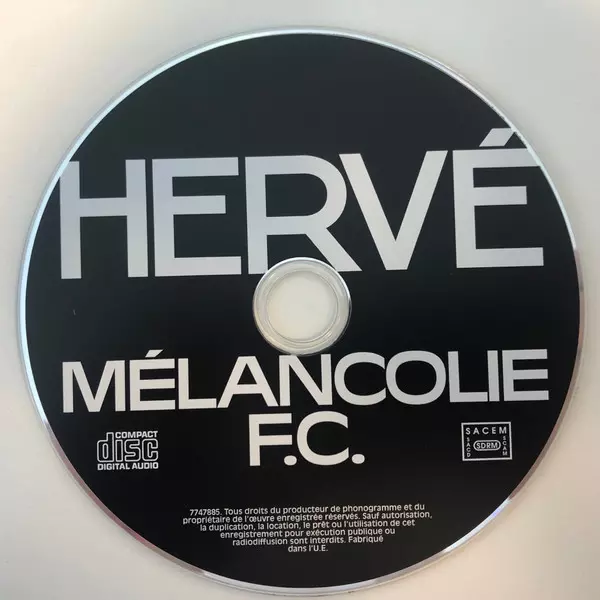 HERVÉ
MÉLANCOLIE
F.C.
COMPACT
disc
DIGITAL AUDIO
SACEM
SACD
SDRM
SCAM
7747885. Tous droits du producteur de phonogramme et du
propriétaire de l'œuvre enregistrée réservés. Sauf autorisation,
la duplication, la location, le prêt ou l'utilisation de cet
enregistrement pour exécution publique ou
radiodiffusion sont interdits. Fabriqué
dans l'U.E.